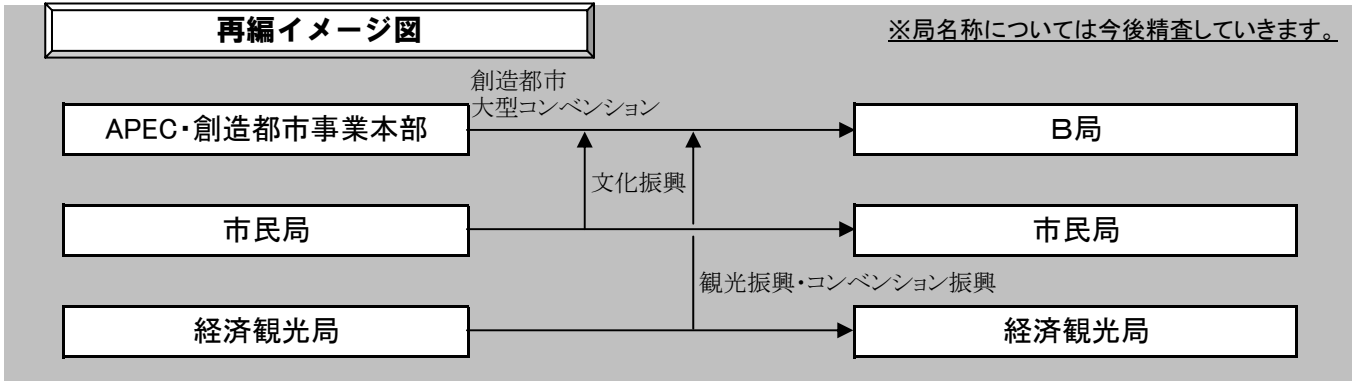 再編イメージ図
※局名称については今後精査していきます。
創造都市
大型コンベンション
APEC・創造都市事業本部
B局
文化振興
市民局
市民局
観光振興・コンベンション振興
経済観光局
経済観光局